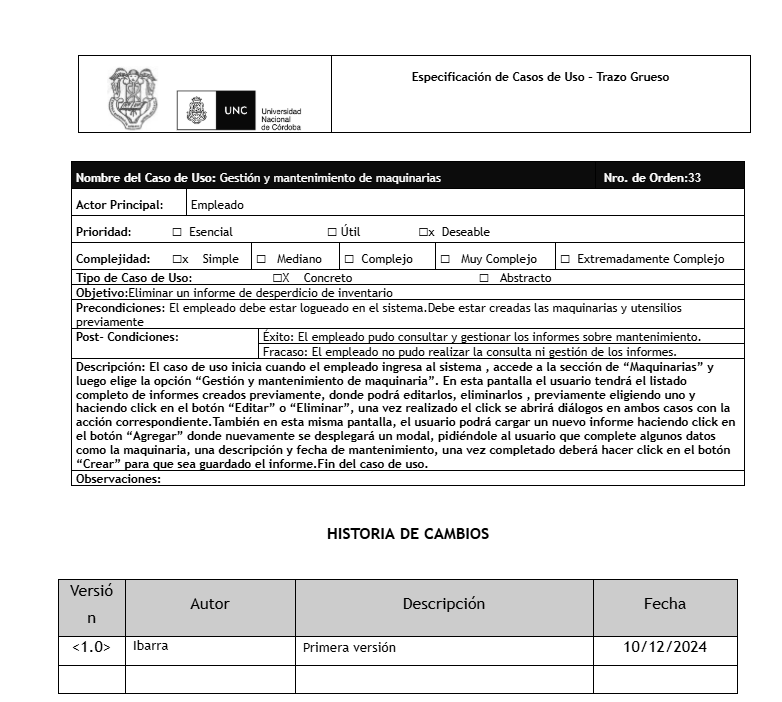 Especificación de Casos de Uso – Trazo Grueso
UNC
Universidad
Nacional
de Córdoba
Nombre del Caso de Uso: Gestión y mantenimiento de maquinarias Nro. de Orden:33
Actor Principal: Empleado
Prioridad: ☐ Esencial ☐ Útil ☐x Deseable
Complejidad: ☐x Simple ☐ Mediano ☐ Complejo ☐ Muy Complejo ☐ Extremadamente Complejo
Tipo de Caso de Uso: ☐X Concreto ☐ Abstracto
Objetivo:Eliminar un informe de desperdicio de inventario
Precondiciones: El empleado debe estar logueado en el sistema.Debe estar creadas las maquinarias y utensilios
previamente
Post- Condiciones: Éxito: El empleado pudo consultar y gestionar los informes sobre mantenimiento.
Fracaso: El empleado no pudo realizar la consulta ni gestión de los informes.
Descripción: El caso de uso inicia cuando el empleado ingresa al sistema , accede a la sección de “Maquinarias” y
luego elige la opción “Gestión y mantenimiento de maquinaria”. En esta pantalla el usuario tendrá el listado
completo de informes creados previamente, donde podrá editarlos, eliminarlos , previamente eligiendo uno y
haciendo click en el botón “Editar” o “Eliminar”, una vez realizado el click se abrirá diálogos en ambos casos con la
acción correspondiente.También en esta misma pantalla, el usuario podrá cargar un nuevo informe haciendo click en
el botón “Agregar” donde nuevamente se desplegará un modal, pidiéndole al usuario que complete algunos datos
como la maquinaria, una descripción y fecha de mantenimiento, una vez completado deberá hacer click en el botón
“Crear” para que sea guardado el informe.Fin del caso de uso.
Observaciones:
HISTORIA DE CAMBIOS
Versió
n
Autor Descripción Fecha
<1.0> Ibarra Primera versión 10/12/2024